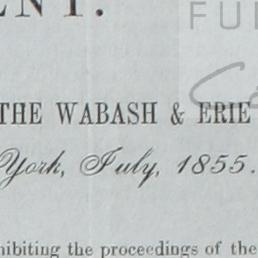 ENT.
FU
THE WABASH & ERIE
York, July, 1855.
hibiting the proceedings of the